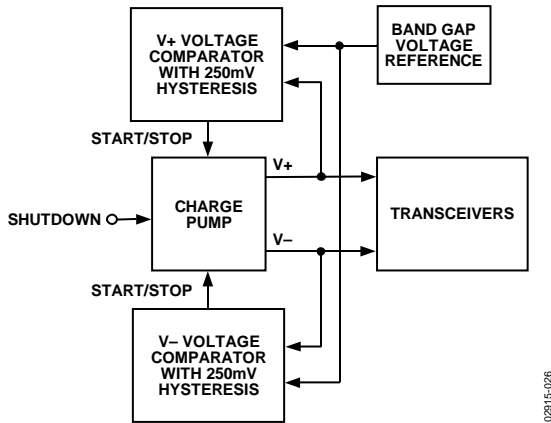 V+ VOLTAGE
COMPARATOR
WITH 250mV
HYSTERESIS
BAND GAP
VOLTAGE
REFERENCE
START/STOP
V+
SHUTDOWN
CHARGE
PUMP
TRANSCEIVERS
V–
START/STOP
V– VOLTAGE
COMPARATOR
WITH 250mV
HYSTERESIS
02915-026